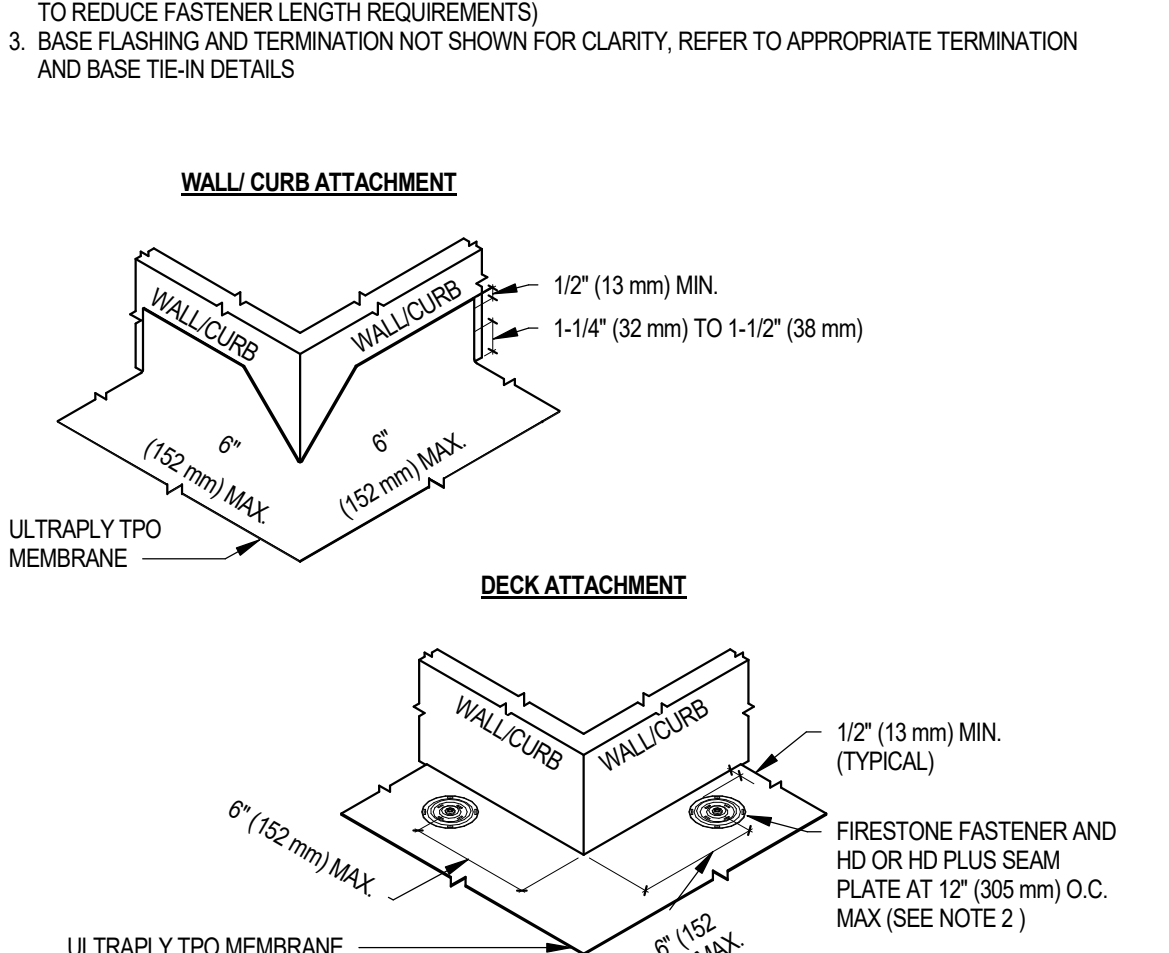 TO REDUCE FASTENER LENGTH REQUIREMENTS)
3. BASE FLASHING AND TERMINATION NOT SHOWN FOR CLARITY, REFER TO APPROPRIATE TERMINATION
AND BASE TIE-IN DETAILS
WALL/ CURB ATTACHMENT
WALL/CURB
WALL/CURB
1/2" (13 mm) MIN.
1-1/4" (32 mm) TO 1-1/2" (38 mm)
6"
(152 mm) MAX.
6"
(152 mm) MAX.
ULTRAPLY TPO
MEMBRANE
DECK ATTACHMENT
WALL/CURB
WALL/CURB
1/2" (13 mm) MIN.
(TYPICAL)
6" (152 mm) MAX.
FIRESTONE FASTENER AND
HD OR HD PLUS SEAM
PLATE AT 12" (305 mm) O.C.
MAX (SEE NOTE 2 )
6" (152
MAX.
ULTRAPLY TPO MEMBRANE